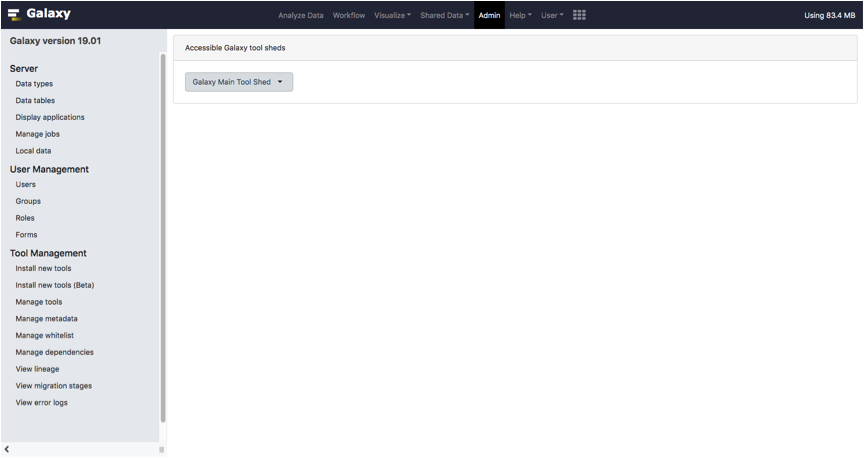 Galaxy
Analyze Data Workflow Visualize Shared Data Admin Help User
Using 83.4 MB
Galaxy version 19.01
Server
Data types
Data tables
Display applications
Manage jobs
Local data
User Management
Users
Groups
Roles
Forms
Tool Management
Install new tools
Install new tools (Beta)
Manage tools
Manage metadata
Manage whitelist
Manage dependencies
View lineage
View migration stages
View error logs
Accessible Galaxy tool sheds
Galaxy Main Tool Shed